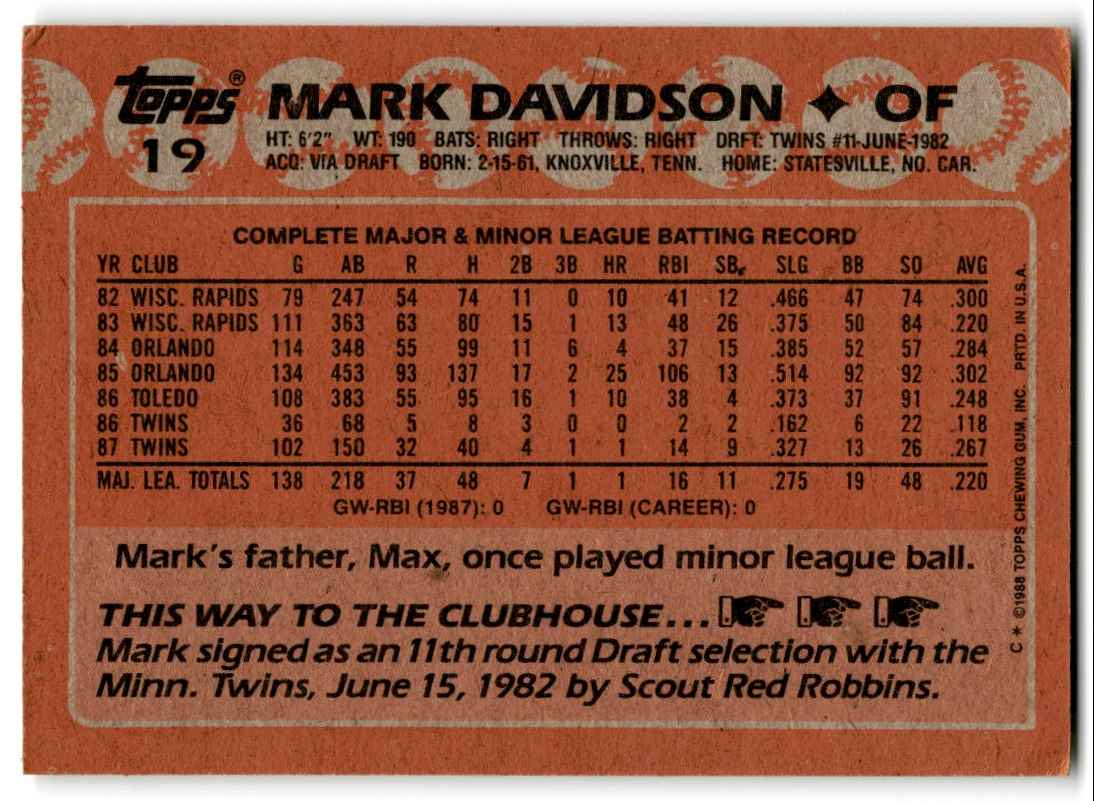 Topps® MARK DAVIDSON ✦ OF
19
HT: 6'2" WT: 190 BATS: RIGHT THROWS: RIGHT DRFT: TWINS #11-JUNE-1982
ACQ: VIA DRAFT BORN: 2-15-61, KNOXVILLE, TENN. HOME: STATESVILLE, NO. CAR.
COMPLETE MAJOR & MINOR LEAGUE BATTING RECORD
YR CLUB G AB R H 2B 3B HR RBI SB SLG BB SO AVG
82 WISC. RAPIDS 79 247 54 74 11 0 10 41 12 .466 47 74 .300
83 WISC. RAPIDS 111 363 63 80 15 1 13 48 26 .375 50 84 .220
84 ORLANDO 114 348 55 99 11 6 4 37 15 .385 52 57 .284
85 ORLANDO 134 453 93 137 17 2 25 106 13 .514 92 92 .302
86 TOLEDO 108 383 55 95 16 1 10 38 4 .373 37 91 .248
86 TWINS 36 68 5 8 3 0 0 2 2 .162 6 22 .118
87 TWINS 102 150 32 40 4 1 1 14 9 .327 13 26 .267
MAJ. LEA. TOTALS 138 218 37 48 7 1 1 16 11 .275 19 48 .220
GW-RBI (1987): 0 GW-RBI (CAREER): 0
Mark's father, Max, once played minor league ball.
THIS WAY TO THE CLUBHOUSE...
Mark signed as an 11th round Draft selection with the
Minn. Twins, June 15, 1982 by Scout Red Robbins.
C* ©1988 TOPPS CHEWING GUM, INC. PRTD. IN U.S.A.